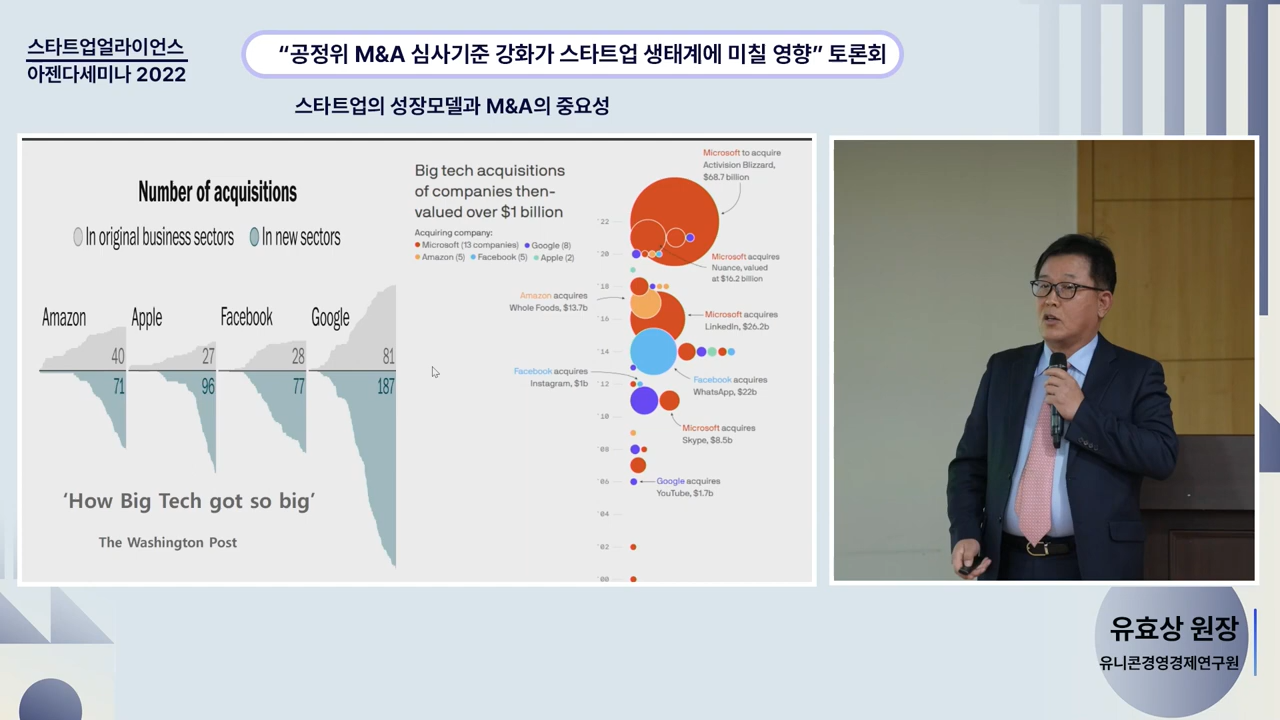 스타트업얼라이언스
아젠다세미나 2022
“공정위 M&A 심사기준 강화가 스타트업 생태계에 미칠 영향” 토론회
스타트업의 성장모델과 M&A의 중요성
Number of acquisitions
In original business sectors
In new sectors
Amazon
Apple
Facebook
Google
40
27
28
81
71
96
77
187
‘How Big Tech got so big’
The Washington Post
Big tech acquisitions
of companies then-
valued over $1 billion
Acquiring company:
Microsoft (13 companies)
Google (8)
Amazon (5)
Facebook (5)
Apple (2)
Microsoft to acquire
Activision Blizzard,
$68.7 billion
'22
'20
Microsoft acquires
Nuance, valued
at $16.2 billion
'18
Amazon acquires
Whole Foods, $13.7b
'16
Microsoft acquires
LinkedIn, $26.2b
'14
Facebook acquires
Instagram, $1b
Facebook acquires
WhatsApp, $22b
'12
'10
Microsoft acquires
Skype, $8.5b
'08
'06
Google acquires
YouTube, $1.7b
'04
'02
'00
유효상 원장
유니콘경영경제연구원